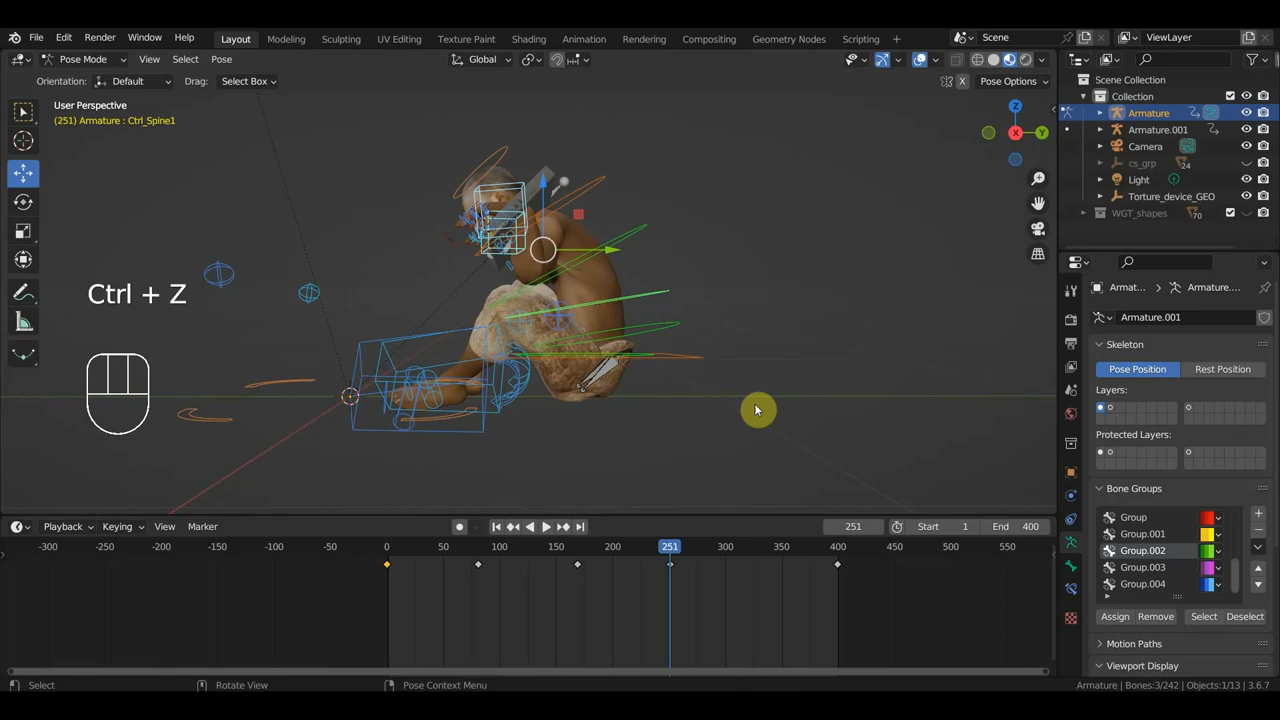 File Edit Render Window Help Layout Modeling Sculpting UV Editing Texture Paint Shading Animation Rendering Compositing Geometry Nodes Scripting + Scene ViewLayer
Pose Mode View Select Pose Global
Orientation: Default Drag: Select Box X Pose Options
User Perspective
(251) Armature : Ctrl_Spine1
Z
Y
X
Ctrl + Z
Scene Collection
Collection
Armature
Armature.001
Camera
cs_grp 24
Light
Torture_device_GEO
WGT_shapes 70
Armat... Armature....
Armature.001
Skeleton
Pose Position Rest Position
Layers:
Protected Layers:
Bone Groups
Group
Group.001
Group.002
Group.003
Group.004
Assign Remove Select Deselect
Motion Paths
Viewport Display
Playback Keying View Marker 251 Start 1 End 400
-300 -250 -200 -150 -100 -50 0 50 100 150 200 251 300 350 400 450 500 550
Select Rotate View Pose Context Menu Armature | Bones:3/242 | Objects:1/13 | 3.6.7